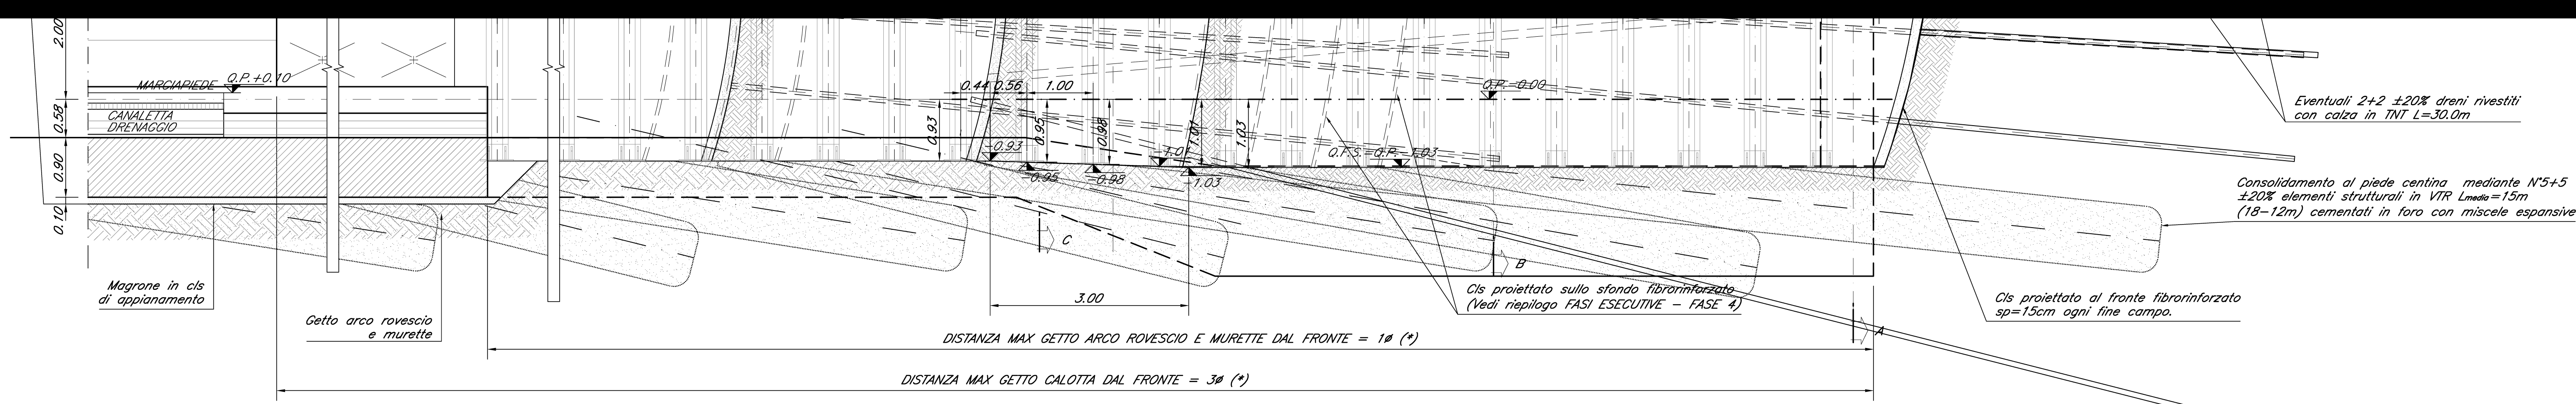 2.00
MARCIAPIEDE
Q.P.+0.10
0.58
CANALETTA
DRENAGGIO
0.90
0.10
0.44 0.56 1.00
0.93
0.95
0.98
1.01
1.03
Q.P.=0.00
-0.93
-1.01
Q.F.S.=Q.P.-1.03
-0.95
-0.98
-1.03
Eventuali 2+2 ±20% dreni rivestiti
con calza in TNT L=30.0m
Consolidamento al piede centina mediante N°5+5
±20% elementi strutturali in VTR Lmedia=15m
(18-12m) cementati in foro con miscele espansive
C
B
A
3.00
Magrone in cls
di appianamento
Getto arco rovescio
e murette
Cls proiettato sullo sfondo fibrorinforzato
(Vedi riepilogo FASI ESECUTIVE - FASE 4)
Cls proiettato al fronte fibrorinforzato
sp=15cm ogni fine campo.
DISTANZA MAX GETTO ARCO ROVESCIO E MURETTE DAL FRONTE = 1ø (*)
DISTANZA MAX GETTO CALOTTA DAL FRONTE = 3ø (*)